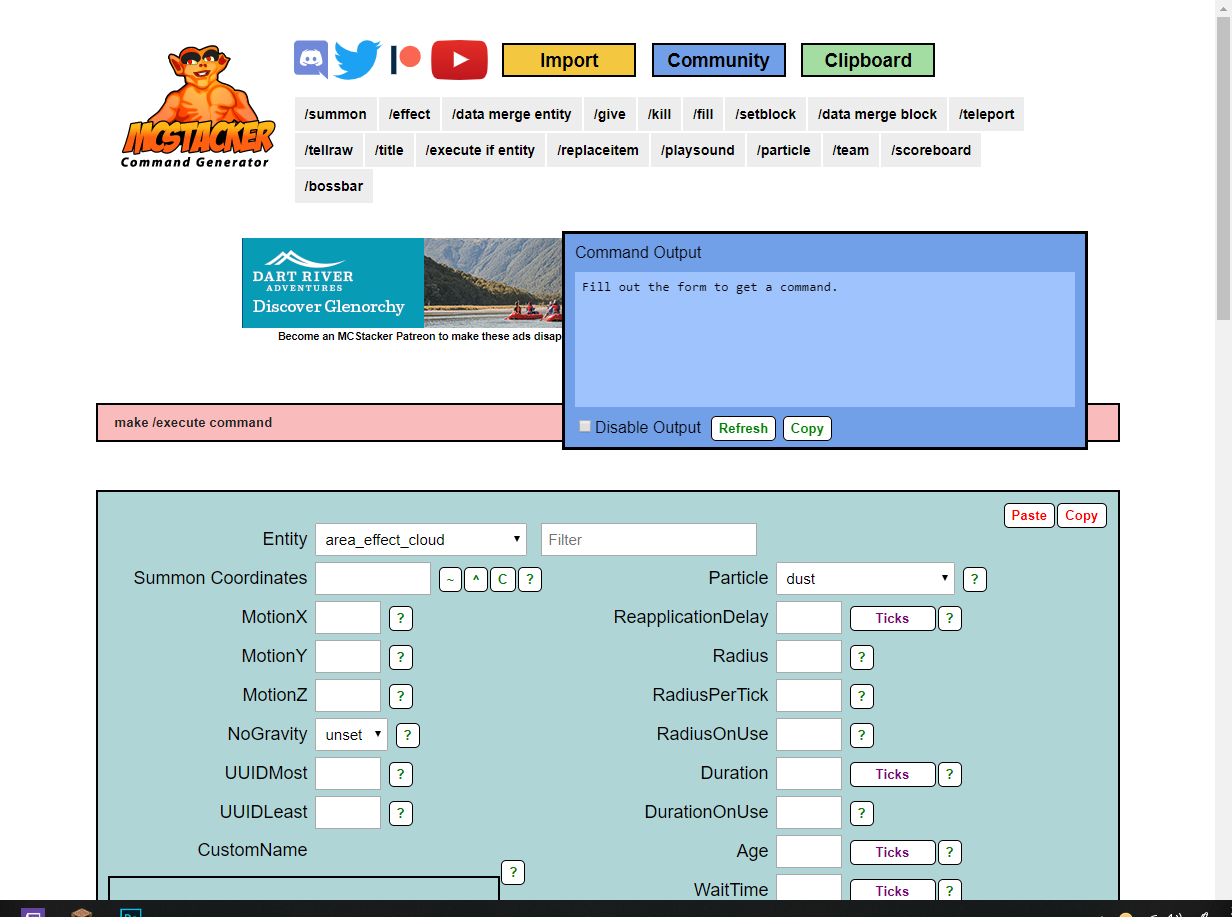 MCSTACKER
Command Generator
Import
Community
Clipboard
/summon /effect /data merge entity /give /kill /fill /setblock /data merge block /teleport
/tellraw /title /execute if entity /replaceitem /playsound /particle /team /scoreboard
/bossbar
DART RIVER
ADVENTURES
Discover Glenorchy
Become an MCStacker Patreon to make these ads disap
Command Output
Fill out the form to get a command.
Disable Output Refresh Copy
make /execute command
Paste Copy
Entity area_effect_cloud ▼ Filter
Summon Coordinates ~ ^ C ? Particle dust ▼ ?
MotionX ? ReapplicationDelay Ticks ?
MotionY ? Radius ?
MotionZ ? RadiusPerTick ?
NoGravity unset ▼ ? RadiusOnUse ?
UUIDMost ? Duration Ticks ?
UUIDLeast ? DurationOnUse ?
CustomName ? Age Ticks ?
WaitTime Ticks ?